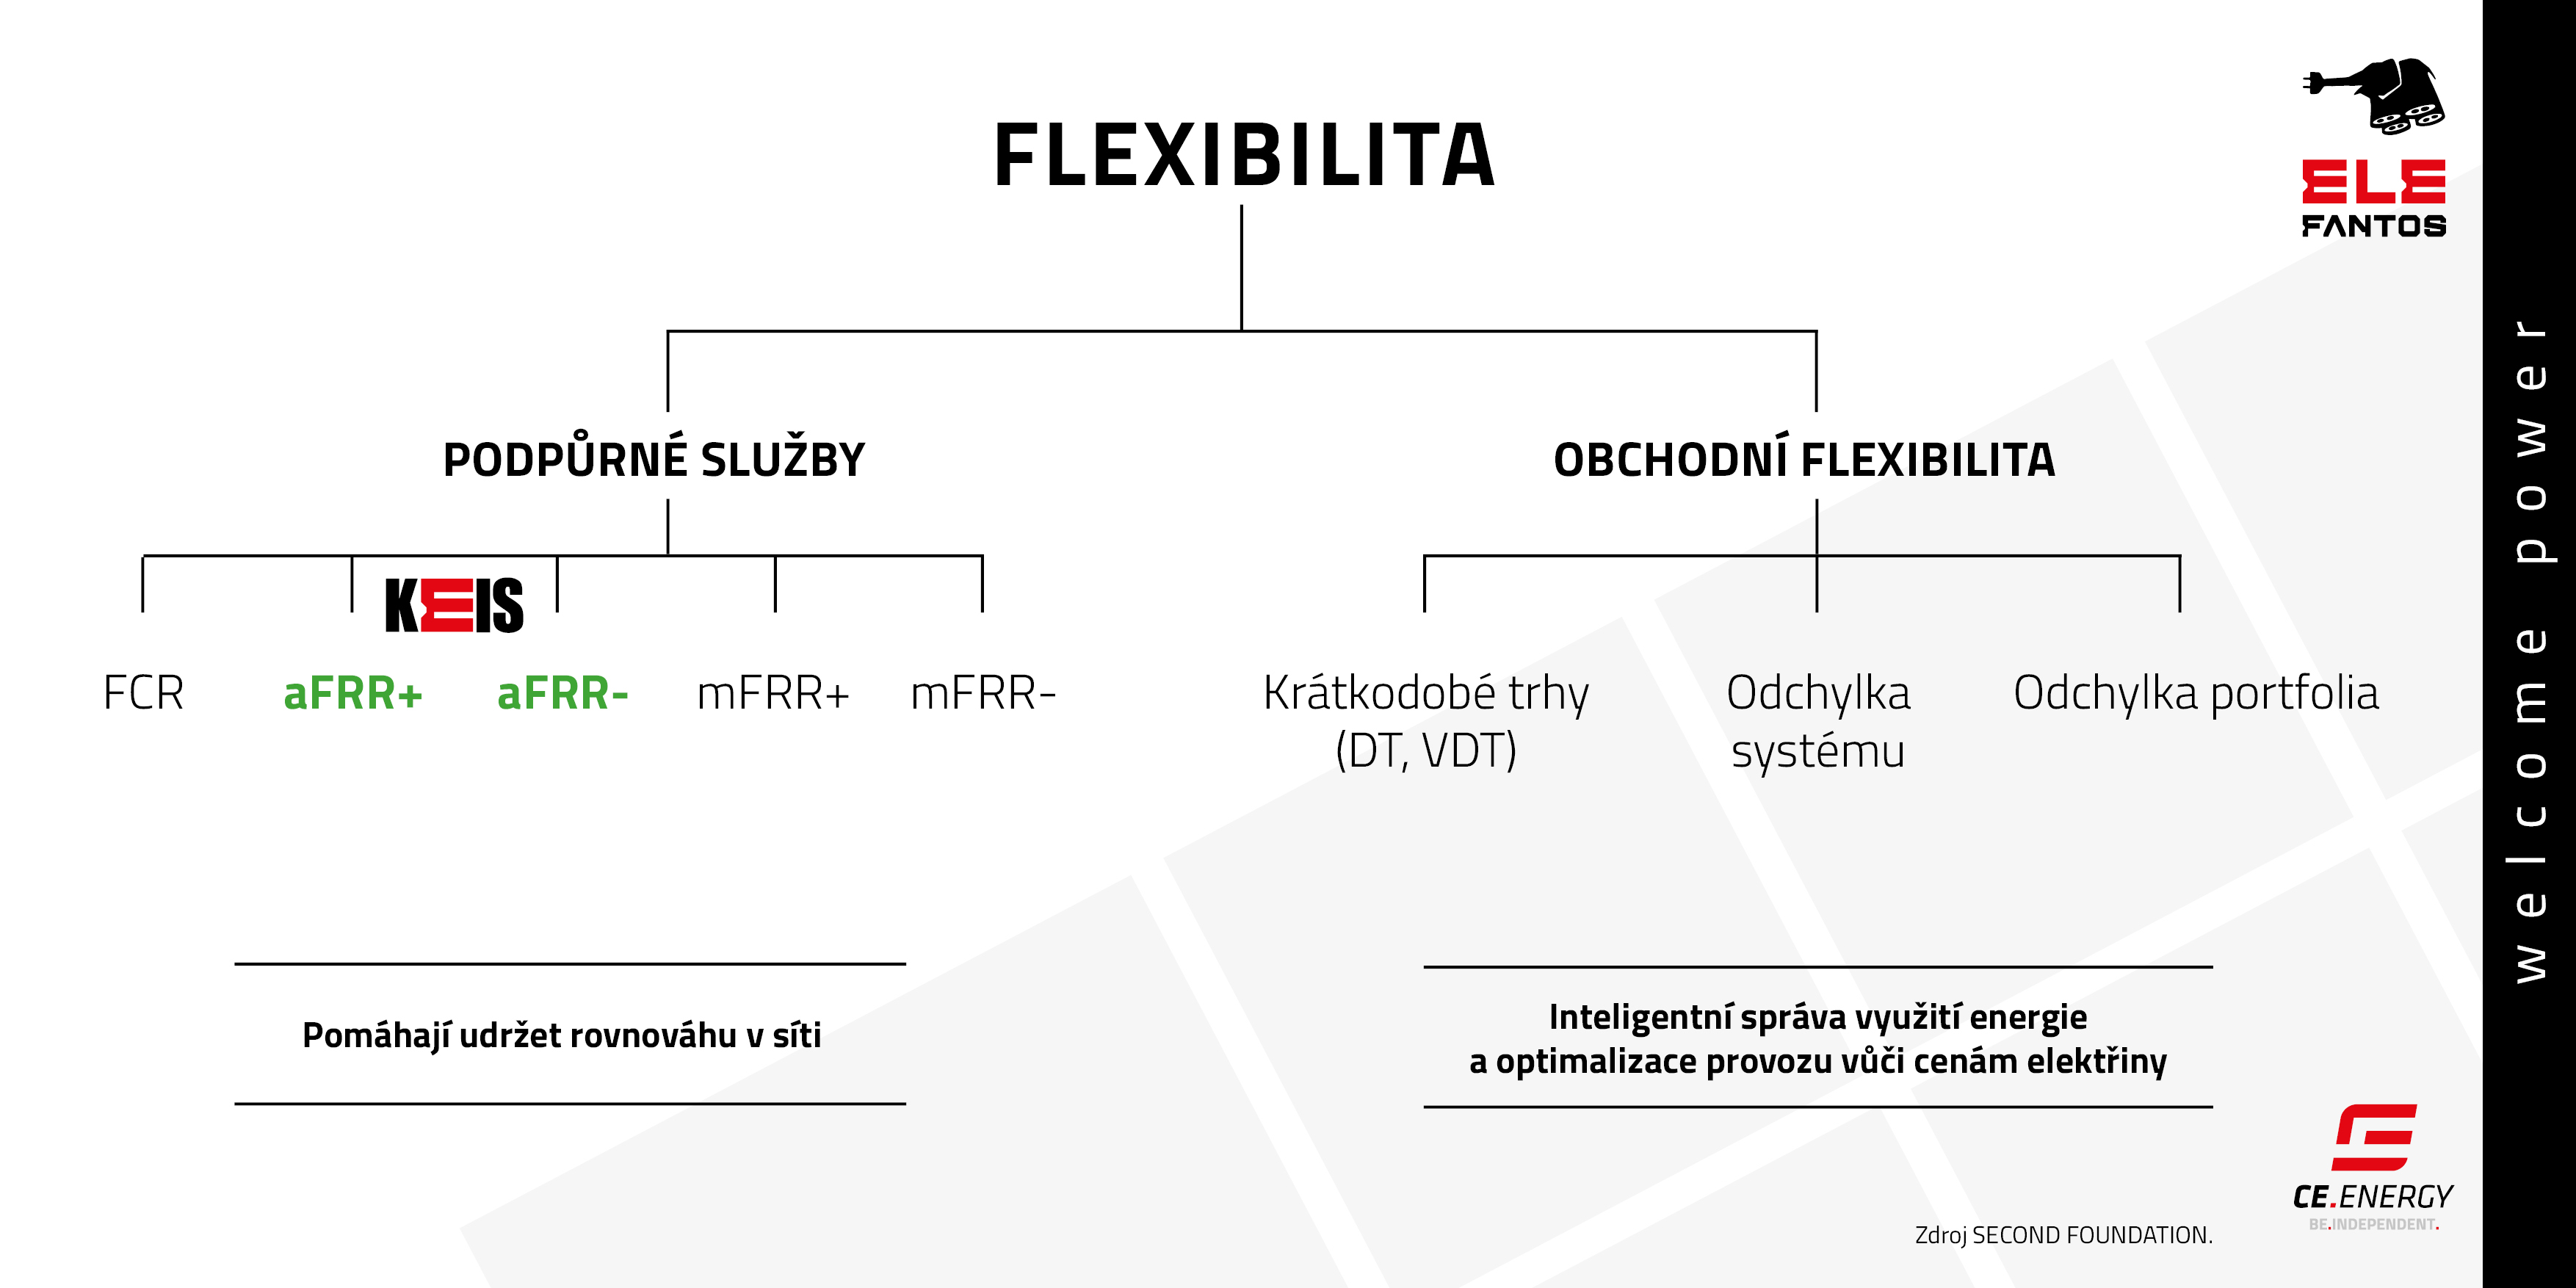 FLEXIBILITA
ELE
FANTOS
PODPŮRNÉ SLUŽBY
OBCHODNÍ FLEXIBILITA
KEIS
FCR
aFRR+
aFRR-
mFRR+
mFRR-
Krátkodobé trhy
(DT, VDT)
Odchylka
systému
Odchylka portfolia
Pomáhají udržet rovnováhu v síti
Inteligentní správa využití energie
a optimalizace provozu vůči cenám elektřiny
Zdroj SECOND FOUNDATION.
CE.ENERGY
BE.INDEPENDENT.
welcome power